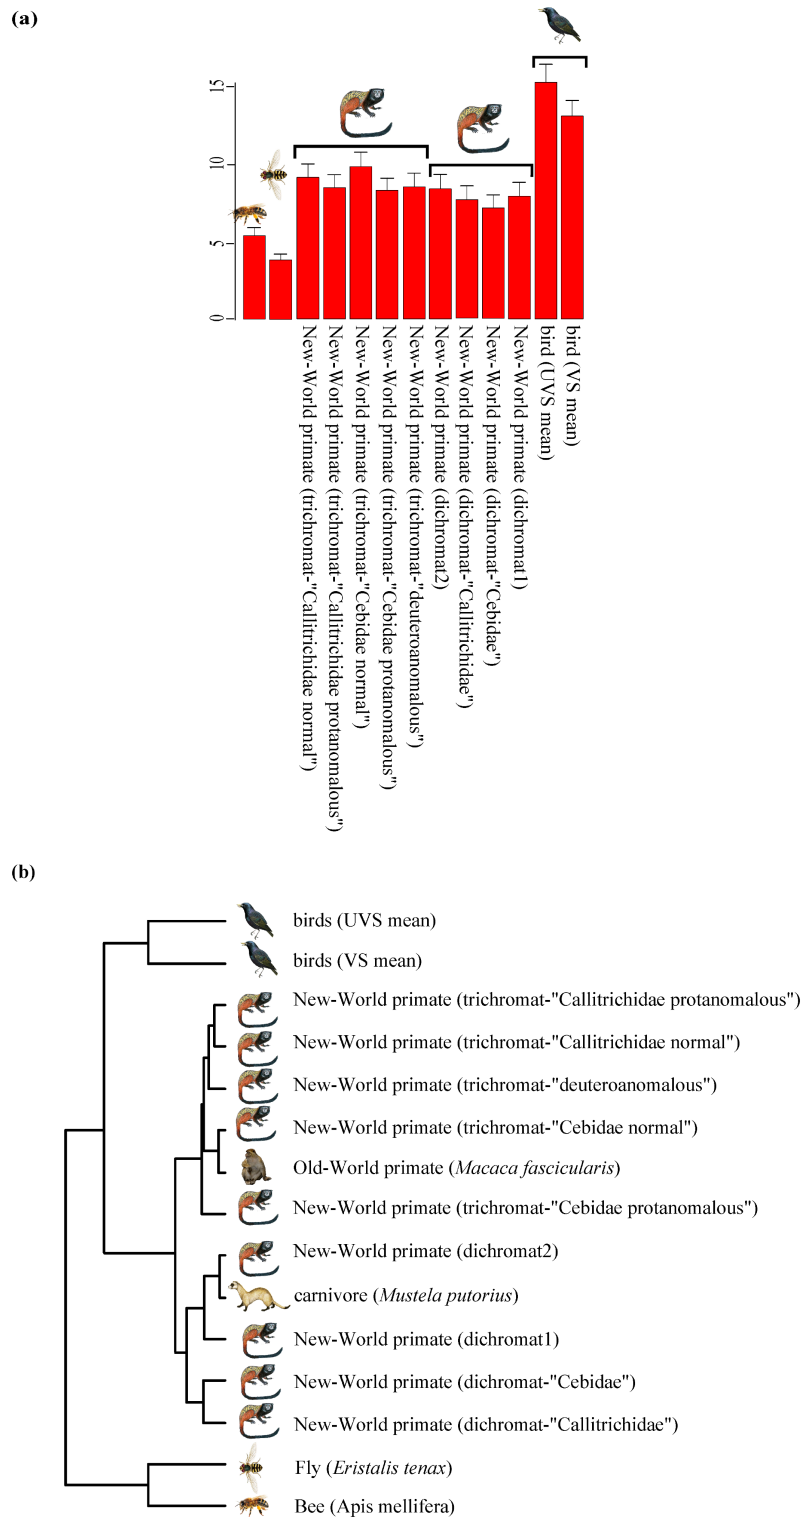 (a)
15
10
5
0
New-World primate (trichromat-"Callitrichidae normal")
New-World primate (trichromat-"Callitrichidae protanomalous")
New-World primate (trichromat-"Cebidae normal")
New-World primate (trichromat-"Cebidae protanomalous")
New-World primate (trichromat-"deuteroanomalous")
New-World primate (dichromat2)
New-World primate (dichromat-"Callitrichidae")
New-World primate (dichromat-"Cebidae")
New-World primate (dichromat1)
bird (UVS mean)
bird (VS mean)
(b)
birds (UVS mean)
birds (VS mean)
New-World primate (trichromat-"Callitrichidae protanomalous")
New-World primate (trichromat-"Callitrichidae normal")
New-World primate (trichromat-"deuteroanomalous")
New-World primate (trichromat-"Cebidae normal")
Old-World primate (Macaca fascicularis)
New-World primate (trichromat-"Cebidae protanomalous")
New-World primate (dichromat2)
carnivore (Mustela putorius)
New-World primate (dichromat1)
New-World primate (dichromat-"Cebidae")
New-World primate (dichromat-"Callitrichidae")
Fly (Eristalis tenax)
Bee (Apis mellifera)